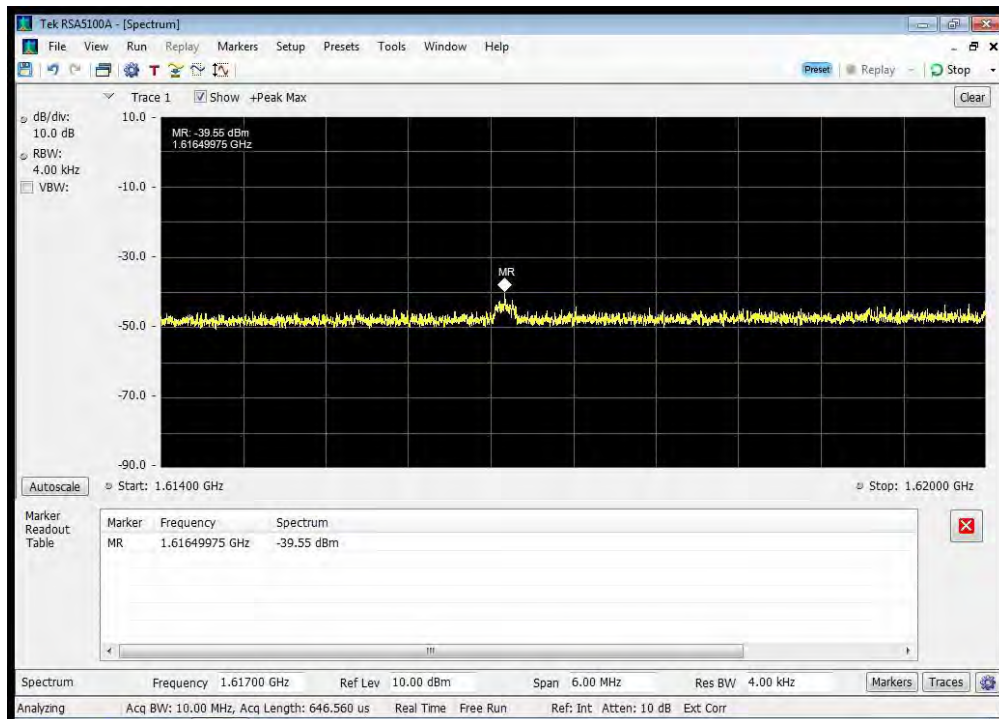 Tek RSA5100A - [Spectrum]
File View Run Replay Markers Setup Presets Tools Window Help
Preset Replay Stop
Trace 1 Show +Peak Max Clear
dB/div:
10.0 dB
RBW:
4.00 kHz
VBW:
10.0
-10.0
-30.0
-50.0
-70.0
-90.0
MR: -39.55 dBm
1.61649975 GHz
MR
Autoscale Start: 1.61400 GHz Stop: 1.62000 GHz
Marker
Readout
Table
Marker Frequency Spectrum
MR 1.61649975 GHz -39.55 dBm
Spectrum Frequency 1.61700 GHz Ref Lev 10.00 dBm Span 6.00 MHz Res BW 4.00 kHz Markers Traces
Analyzing Acq BW: 10.00 MHz, Acq Length: 646.560 us Real Time Free Run Ref: Int Atten: 10 dB Ext Corr